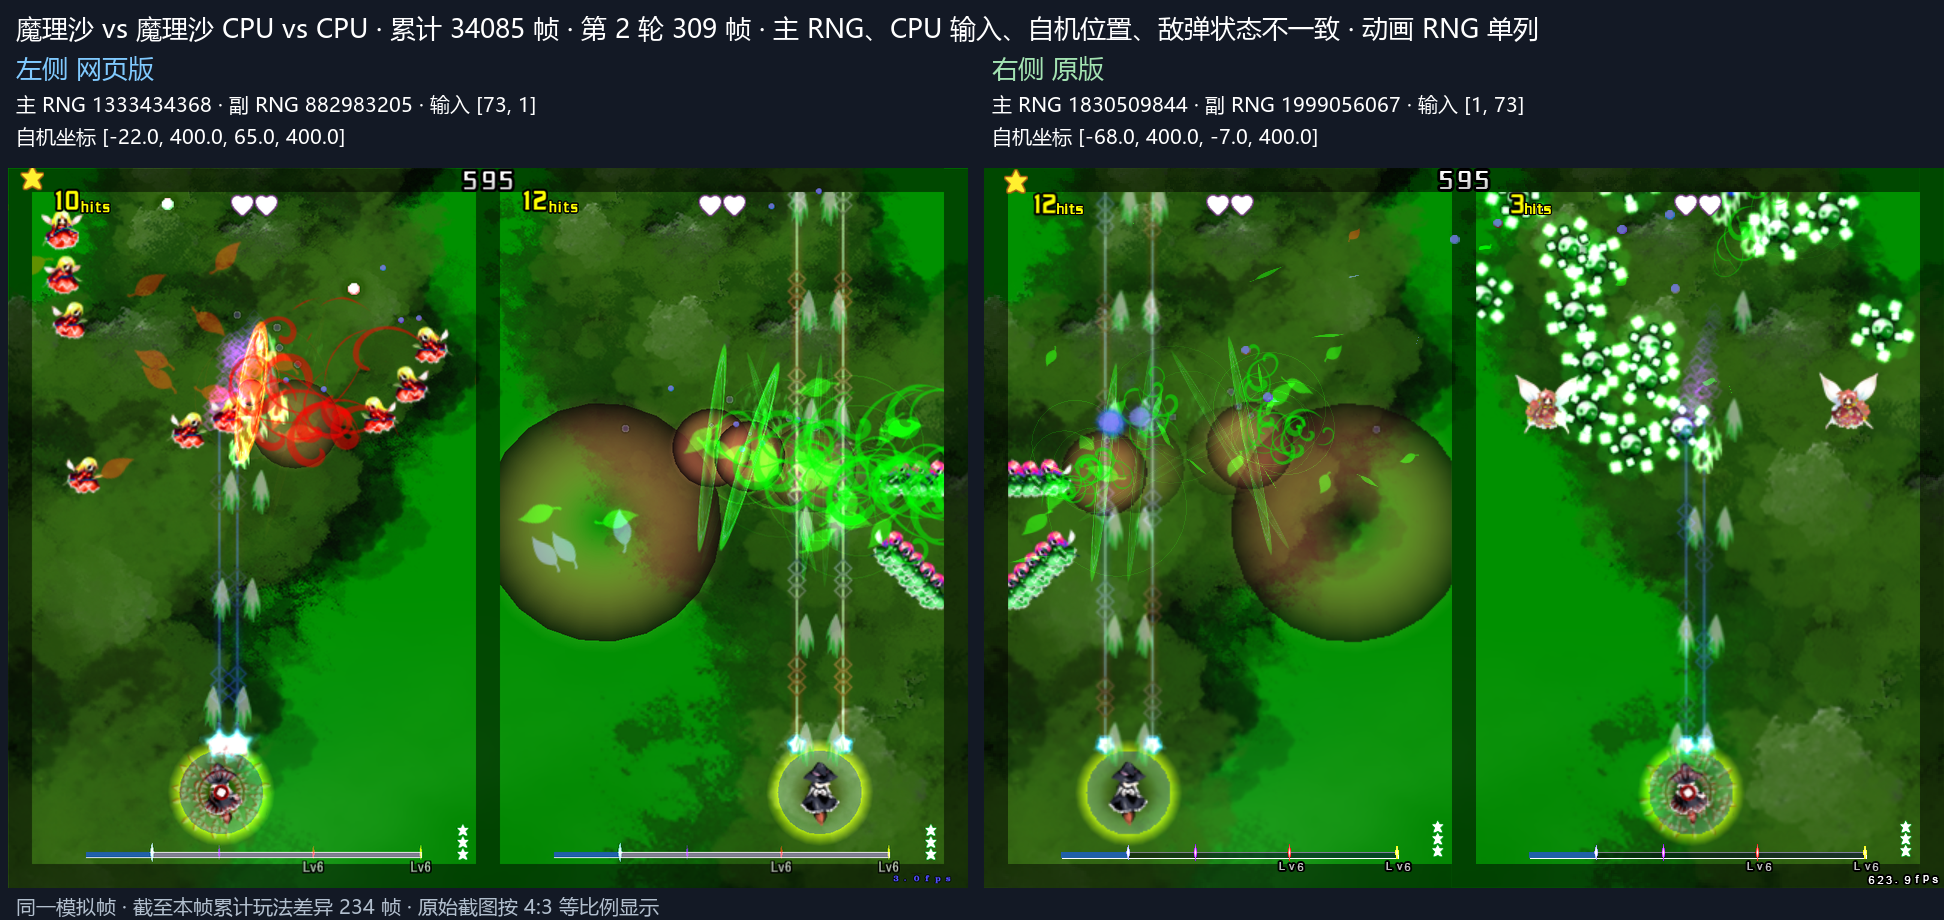 魔理沙 vs 魔理沙 CPU vs CPU · 累计 34085 帧 · 第 2 轮 309 帧 · 主 RNG、CPU 输入、自机位置、敌弹状态不一致 · 动画 RNG 单列
左侧 网页版
主 RNG 1333434368 · 副 RNG 882983205 · 输入 [73, 1]
自机坐标 [-22.0, 400.0, 65.0, 400.0]
右侧 原版
主 RNG 1830509844 · 副 RNG 1999056067 · 输入 [1, 73]
自机坐标 [-68.0, 400.0, -7.0, 400.0]
595
10hits
12hits
Lv6
Lv6
Lv6
Lv6
3.0fps
595
12hits
3hits
Lv6
Lv6
Lv6
Lv6
623.9fps
同一模拟帧 · 截至本帧累计玩法差异 234 帧 · 原始截图按 4:3 等比例显示